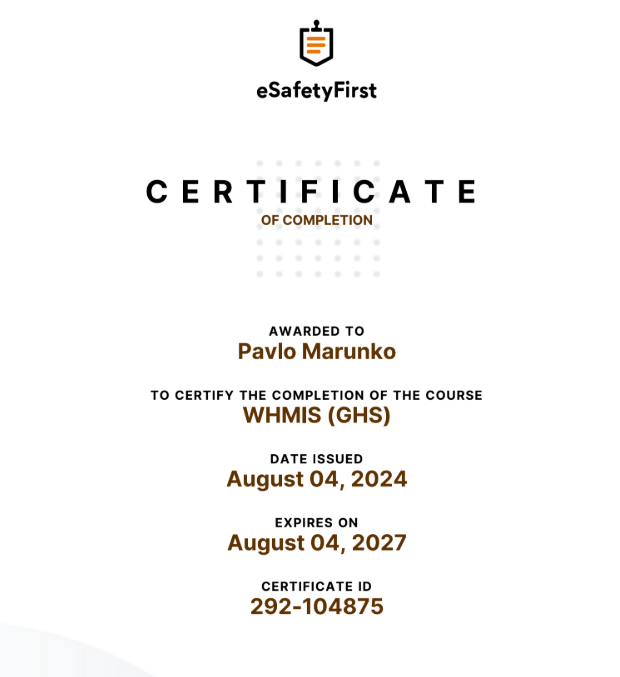 eSafetyFirst
CERTIFICATE
OF COMPLETION
AWARDED TO
Pavlo Marunko
TO CERTIFY THE COMPLETION OF THE COURSE
WHMIS (GHS)
DATE ISSUED
August 04, 2024
EXPIRES ON
August 04, 2027
CERTIFICATE ID
292-104875